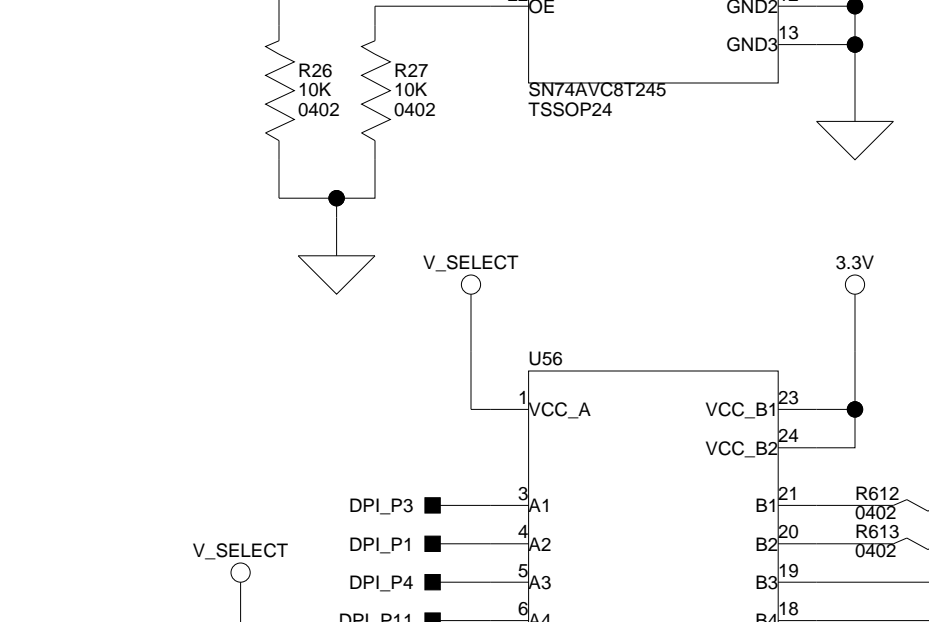 OE
GND2
13
GND3
R26
10K
0402
R27
10K
0402
SN74AVC8T245
TSSOP24
V_SELECT
3.3V
U56
1
VCC_A
VCC_B1
23
VCC_B2
24
DPI_P3
3
A1
B1
21
R612
0402
DPI_P1
4
A2
B2
20
R613
0402
V_SELECT
DPI_P4
5
A3
B3
19
DPI_P11
6
A4
B4
18